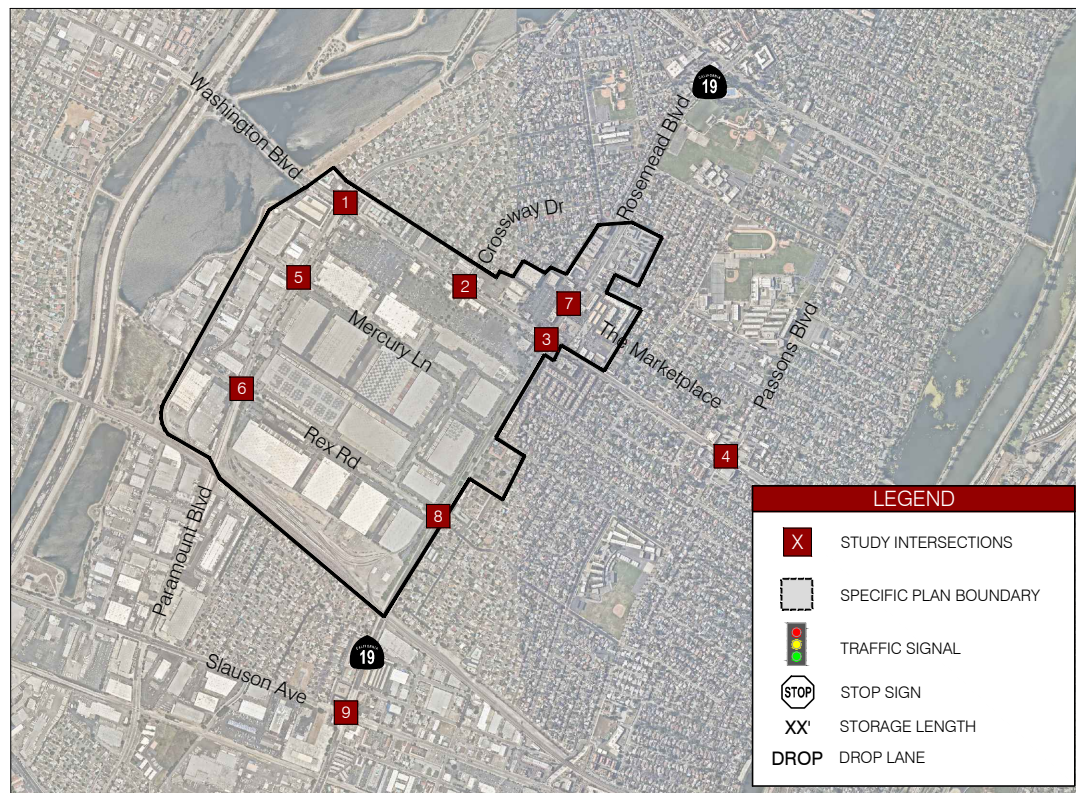 CALIFORNIA
19
Washington Blvd
Rosemead Blvd
1
Crossway Dr
5
2
7
Mercury Ln
3
The Marketplace
Passons Blvd
6
Rex Rd
4
8
Paramount Blvd
CALIFORNIA
19
Slauson Ave
9
LEGEND
X STUDY INTERSECTIONS
SPECIFIC PLAN BOUNDARY
TRAFFIC SIGNAL
STOP STOP SIGN
XX' STORAGE LENGTH
DROP DROP LANE